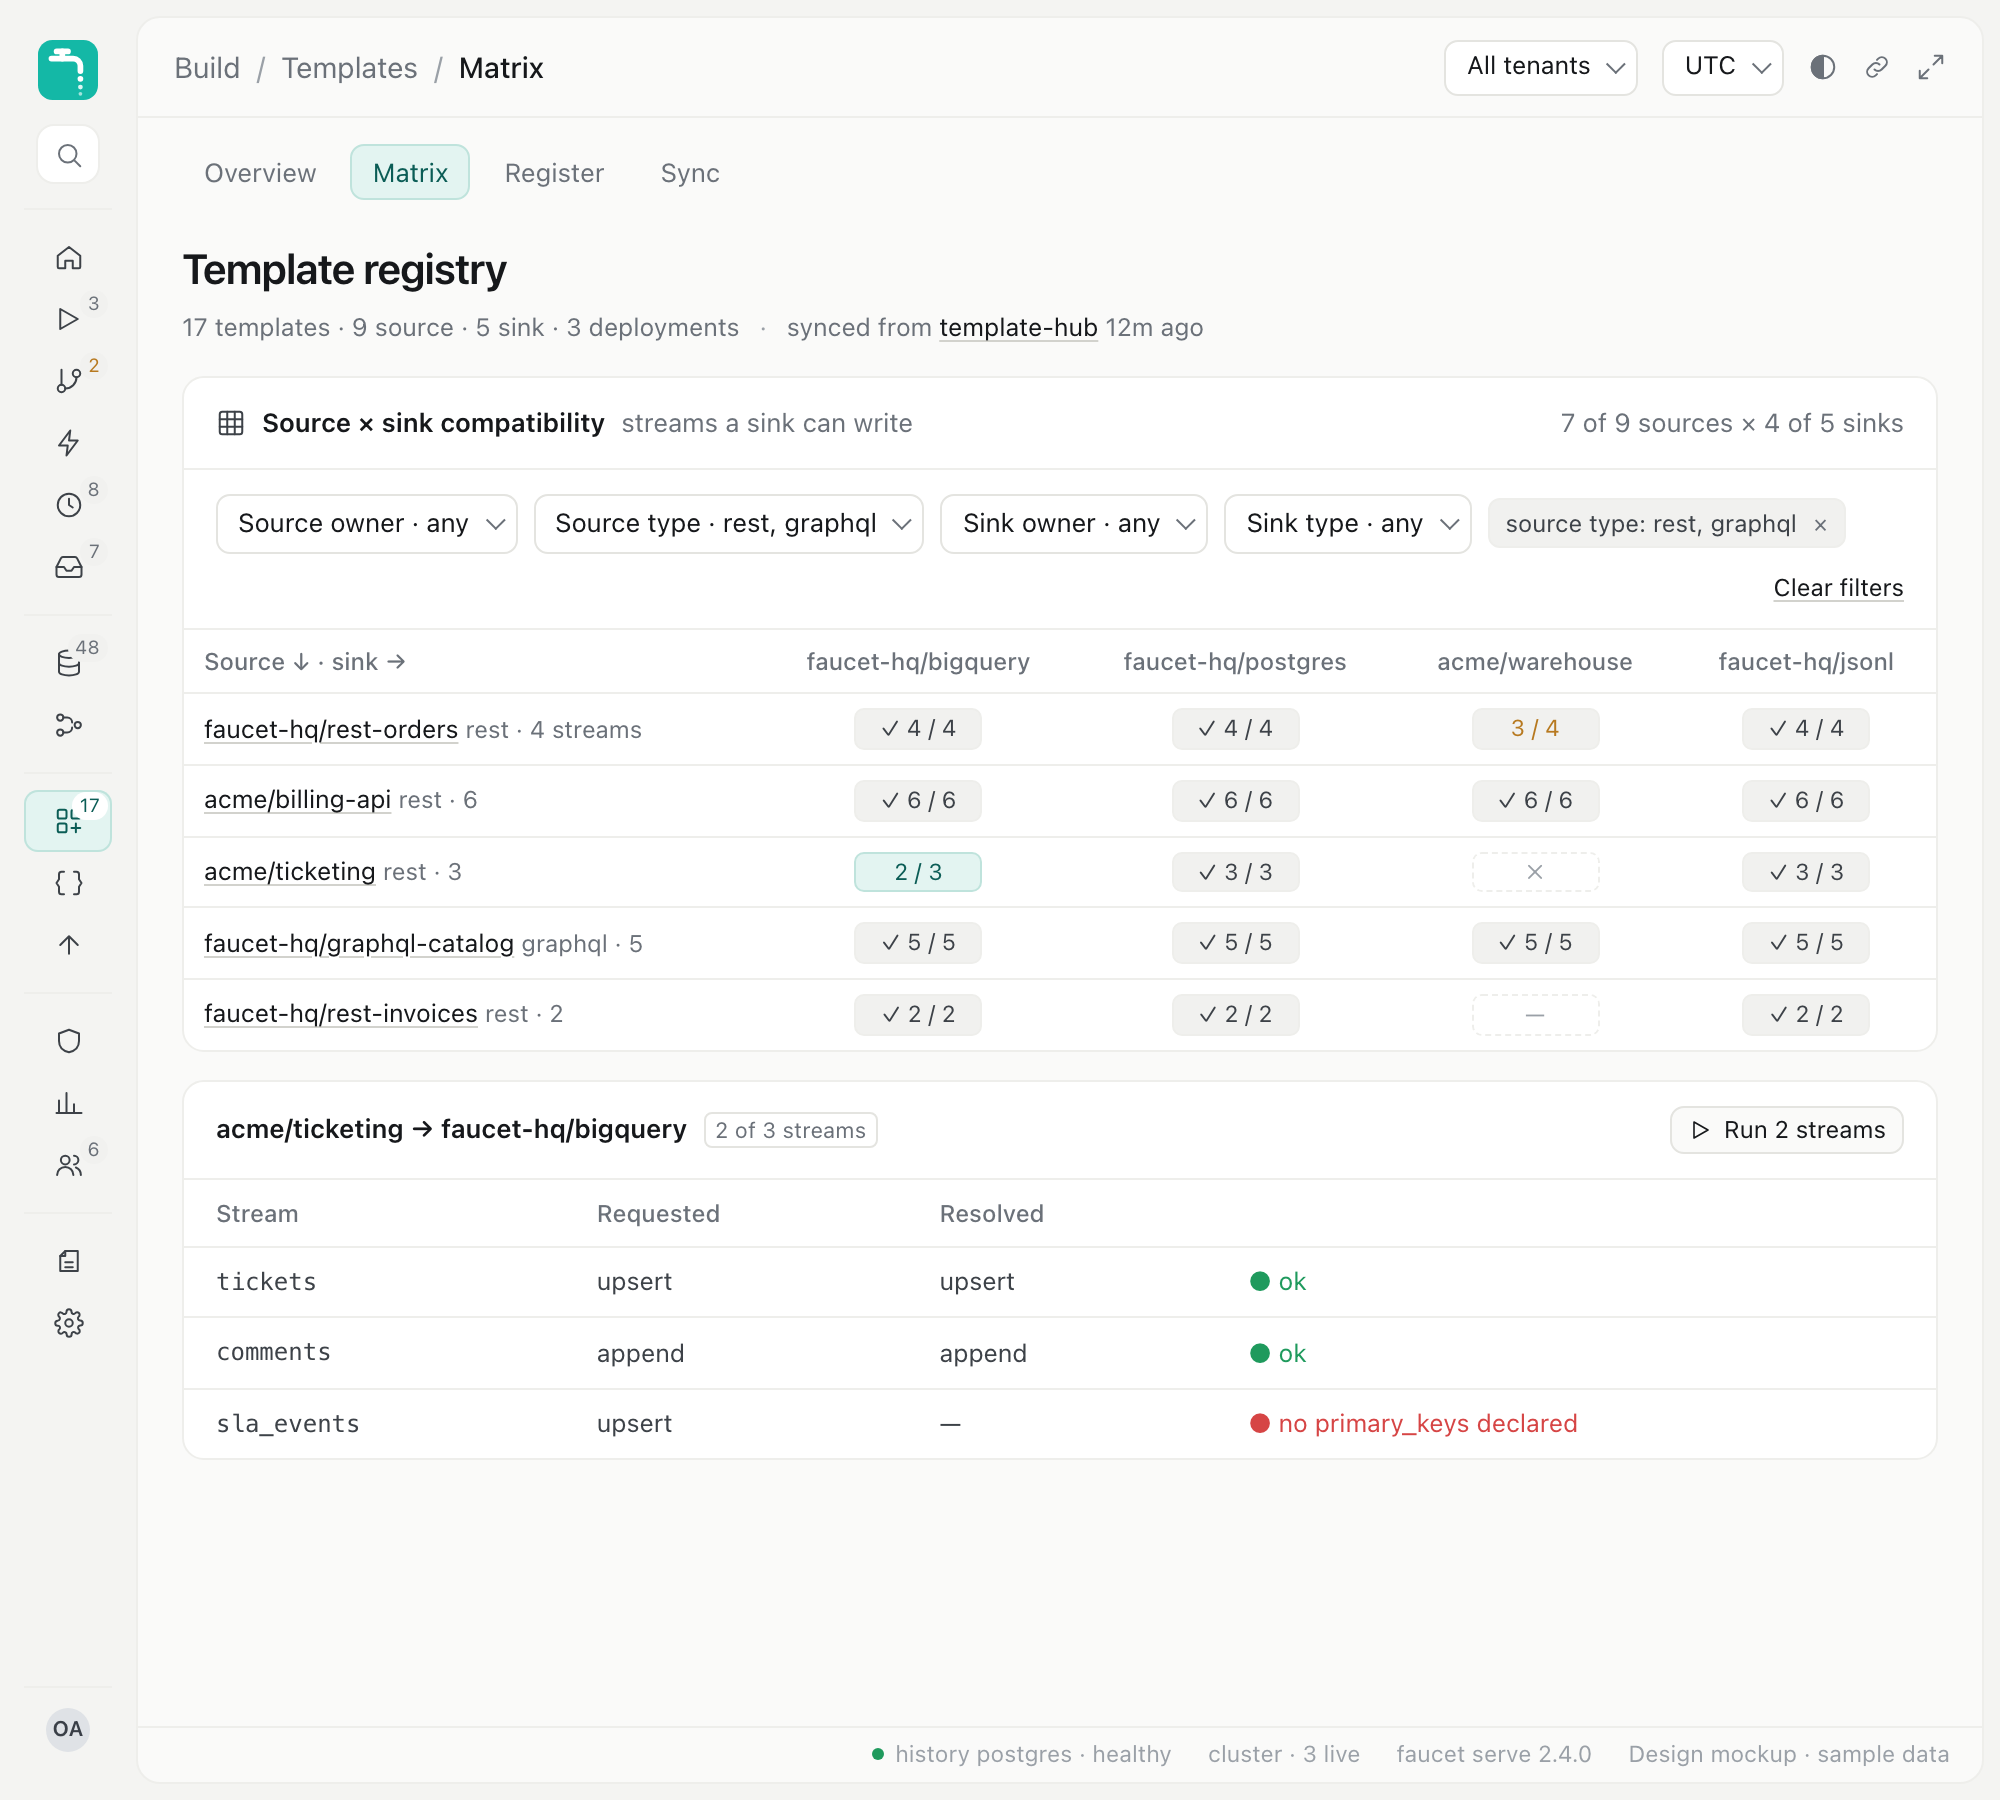 Build / Templates / Matrix
All tenants
UTC
Overview
Matrix
Register
Sync
3
2
8
7
48
17
6
OA
Template registry
17 templates · 9 source · 5 sink · 3 deployments · synced from template-hub 12m ago
Source × sink compatibility streams a sink can write
7 of 9 sources × 4 of 5 sinks
Source owner · any
Source type · rest, graphql
Sink owner · any
Sink type · any
source type: rest, graphql ×
Clear filters
Source ↓ · sink → faucet-hq/bigquery faucet-hq/postgres acme/warehouse faucet-hq/jsonl
faucet-hq/rest-orders rest · 4 streams ✓ 4 / 4 ✓ 4 / 4 3 / 4 ✓ 4 / 4
acme/billing-api rest · 6 ✓ 6 / 6 ✓ 6 / 6 ✓ 6 / 6 ✓ 6 / 6
acme/ticketing rest · 3 2 / 3 ✓ 3 / 3 × ✓ 3 / 3
faucet-hq/graphql-catalog graphql · 5 ✓ 5 / 5 ✓ 5 / 5 ✓ 5 / 5 ✓ 5 / 5
faucet-hq/rest-invoices rest · 2 ✓ 2 / 2 ✓ 2 / 2 — ✓ 2 / 2
acme/ticketing → faucet-hq/bigquery 2 of 3 streams
Run 2 streams
Stream Requested Resolved
tickets upsert upsert ok
comments append append ok
sla_events upsert — no primary_keys declared
history postgres · healthy cluster · 3 live faucet serve 2.4.0 Design mockup · sample data